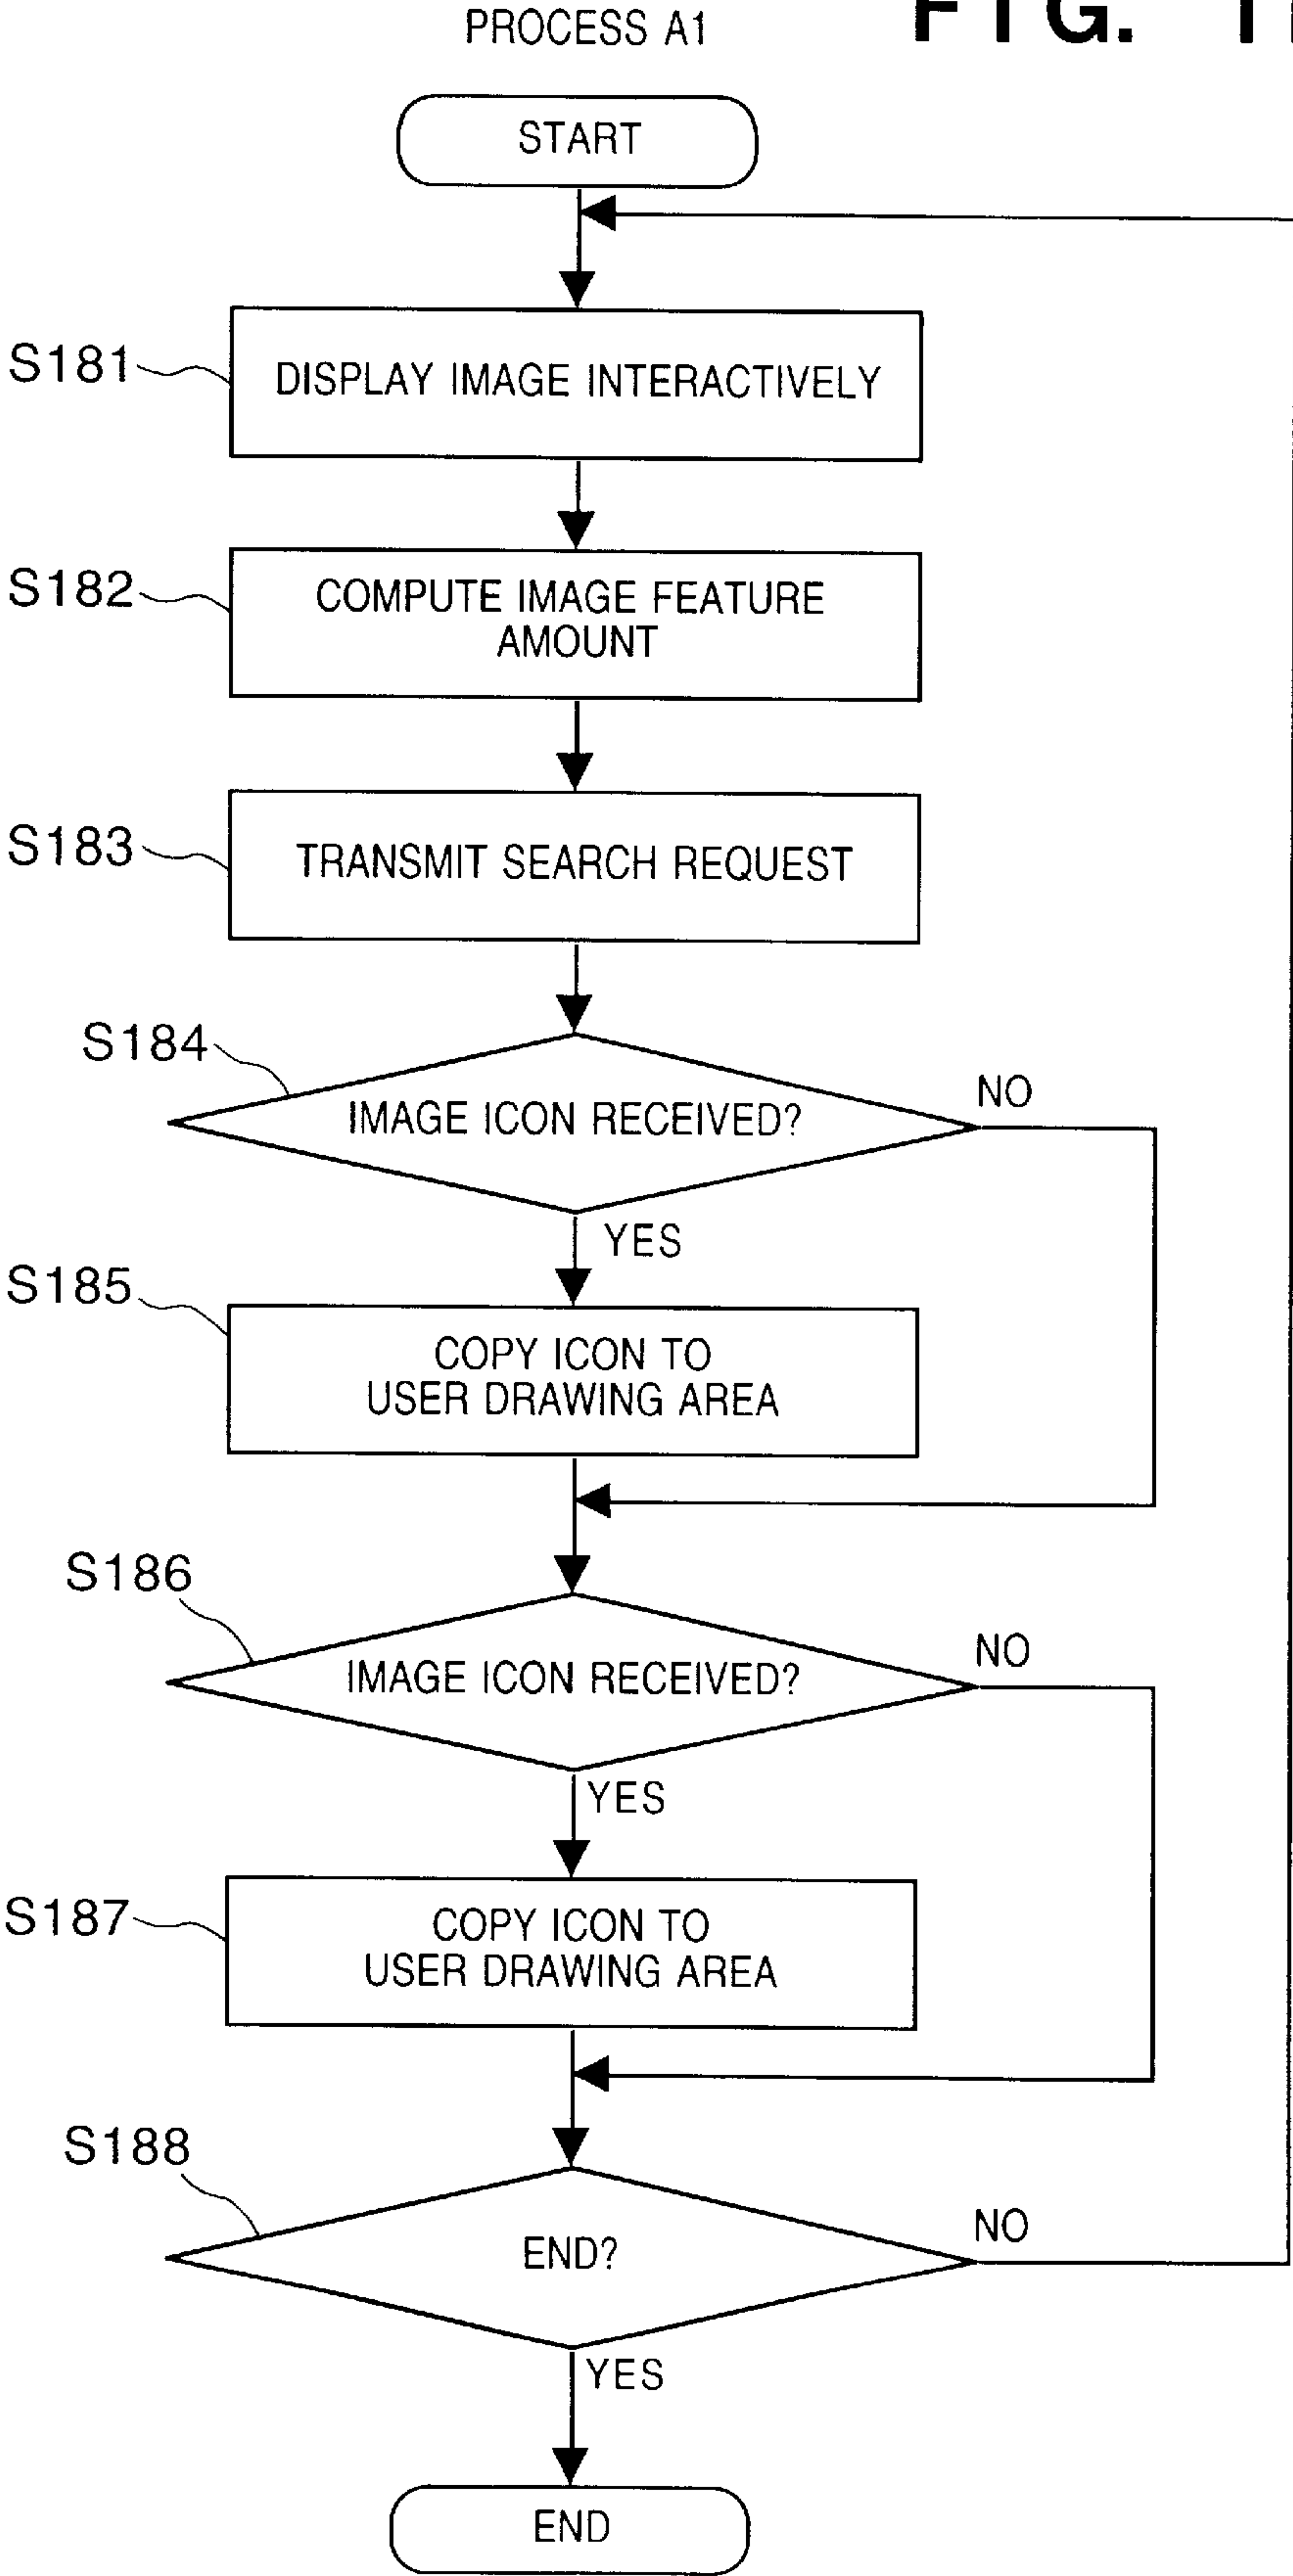 PROCESS A1
FIG.
START
S181
DISPLAY IMAGE INTERACTIVELY
S182
COMPUTE IMAGE FEATURE
AMOUNT
S183
TRANSMIT SEARCH REQUEST
S184
IMAGE ICON RECEIVED?
NO
YES
S185
COPY ICON TO
USER DRAWING AREA
S186
IMAGE ICON RECEIVED?
NO
YES
S187
COPY ICON TO
USER DRAWING AREA
S188
END?
NO
YES
END